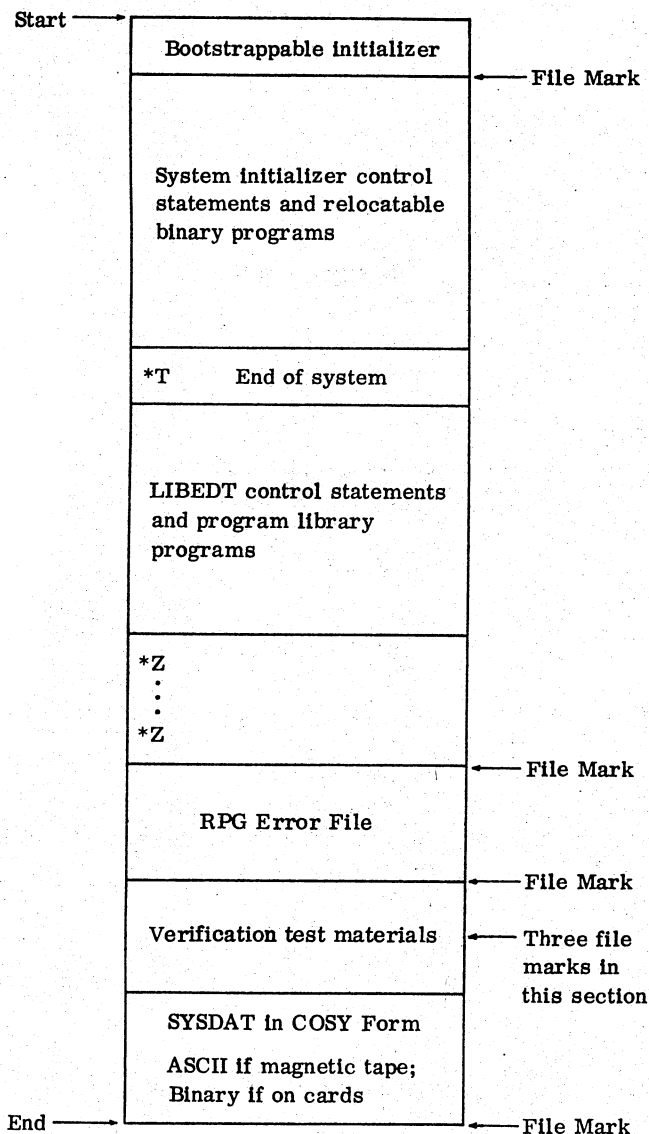 Start
Bootstrappable initializer
File Mark
System initializer control
statements and relocatable
binary programs
*T End of system
LIBEDT control statements
and program library
programs
*Z
.
.
.
*Z
File Mark
RPG Error File
File Mark
Verification test materials
Three file
marks in
this section
SYSDAT in COSY Form
ASCII if magnetic tape;
Binary if on cards
End
File Mark